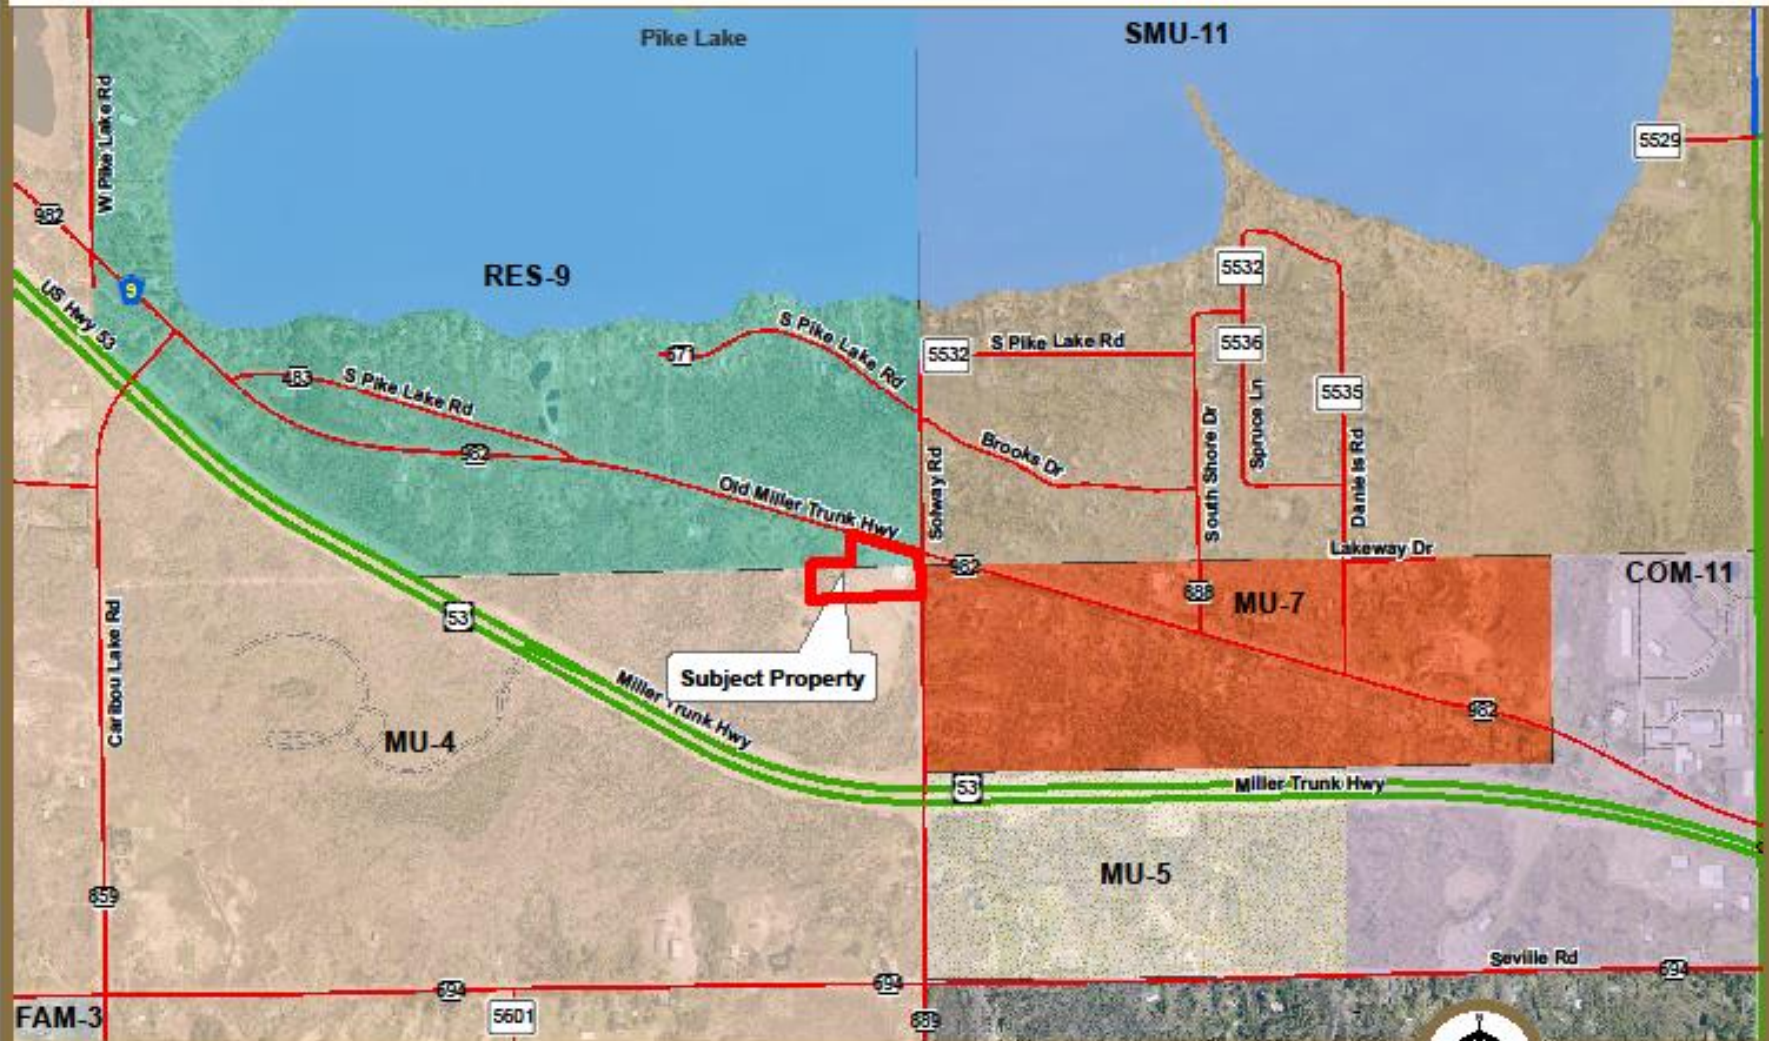 Pike Lake
SMU-11
W Pike Lake Rd
5529
982
5532
9
RES-9
US Hwy 53
S Pike Lake Rd
5532
S Pike Lake Rd
5536
671
483
S Pike Lake Rd
5535
South Shore Dr
Spruce Ln
982
Brooks Dr
Solway Rd
Daniels Rd
Old Miller Trunk Hwy
Lakeway Dr
982
COM-11
888
MU-7
53
Caribou Lake Rd
Subject Property
Miller Trunk Hwy
982
MU-4
53
Miller Trunk Hwy
MU-5
859
Seville Rd
694
694
694
FAM-3
5601
889
N